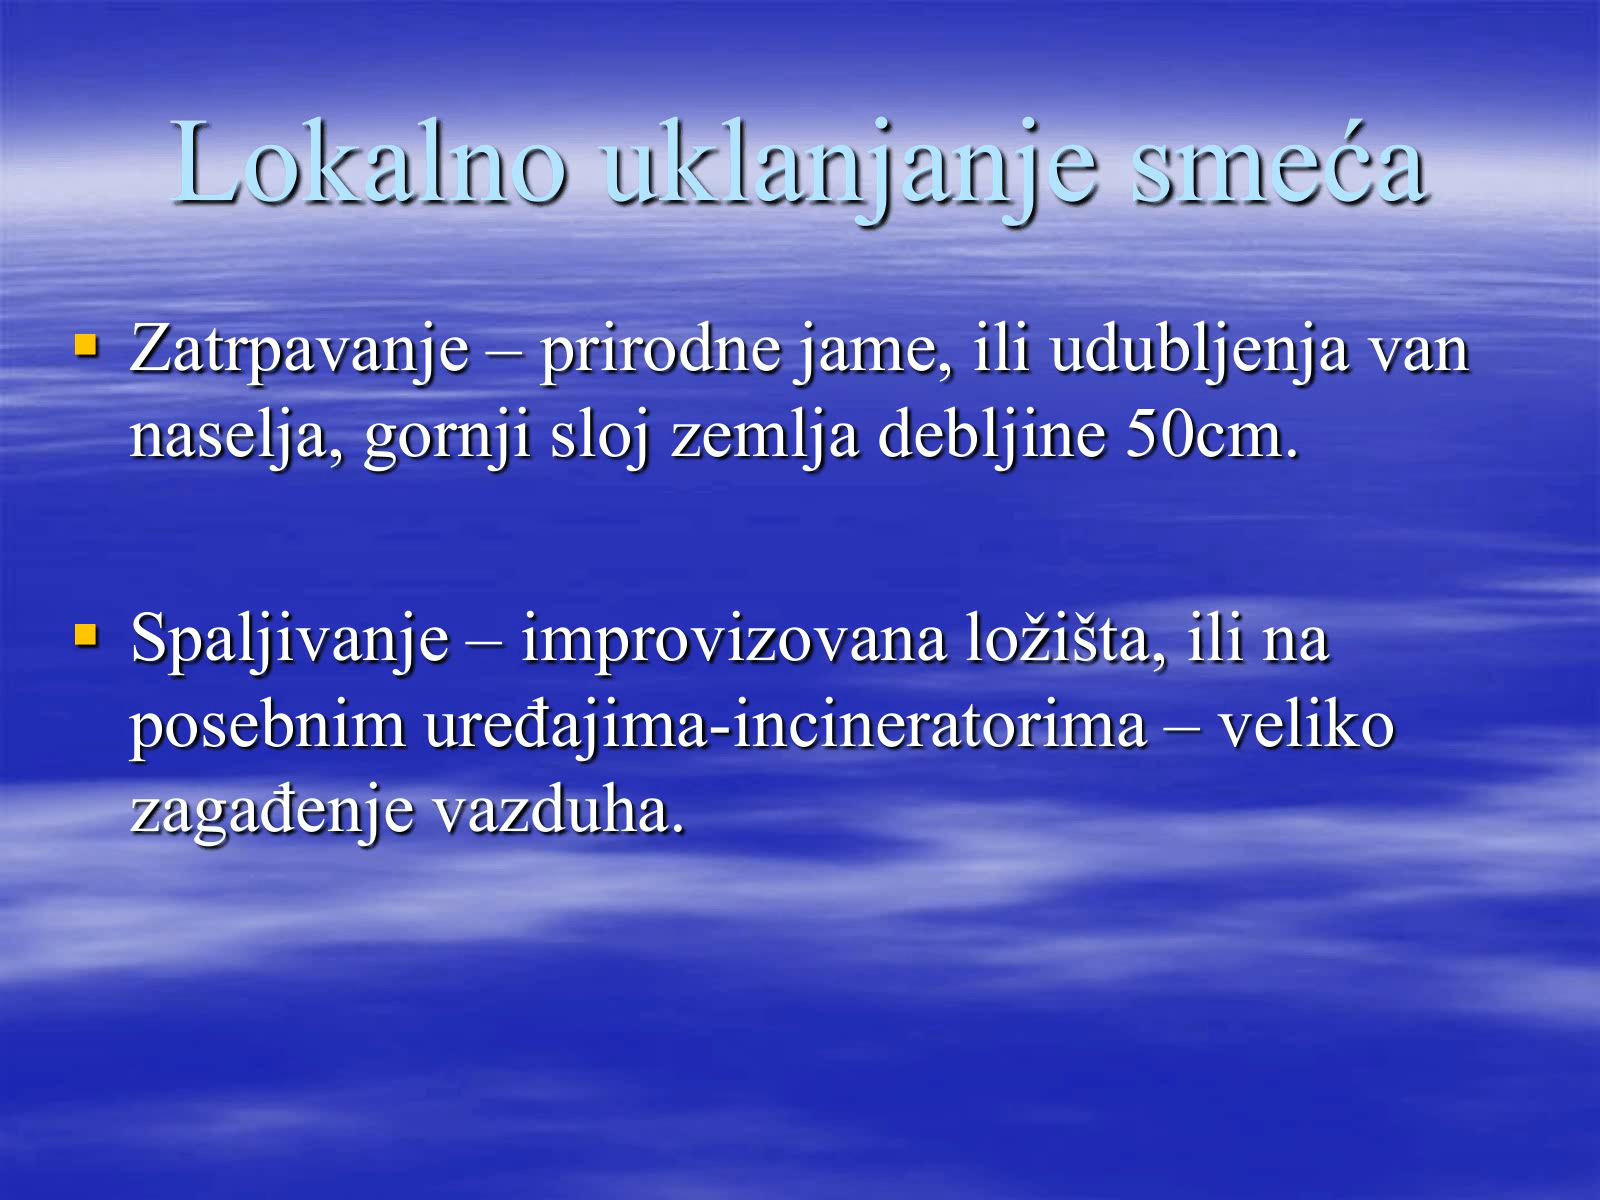 Lokalno uklanjanje smeća
▪ Zatrpavanje – prirodne jame, ili udubljenja van
naselja, gornji sloj zemlja debljine 50cm.
▪ Spaljivanje – improvizovana ložišta, ili na
posebnim uređajima-incineratorima – veliko
zagađenje vazduha.